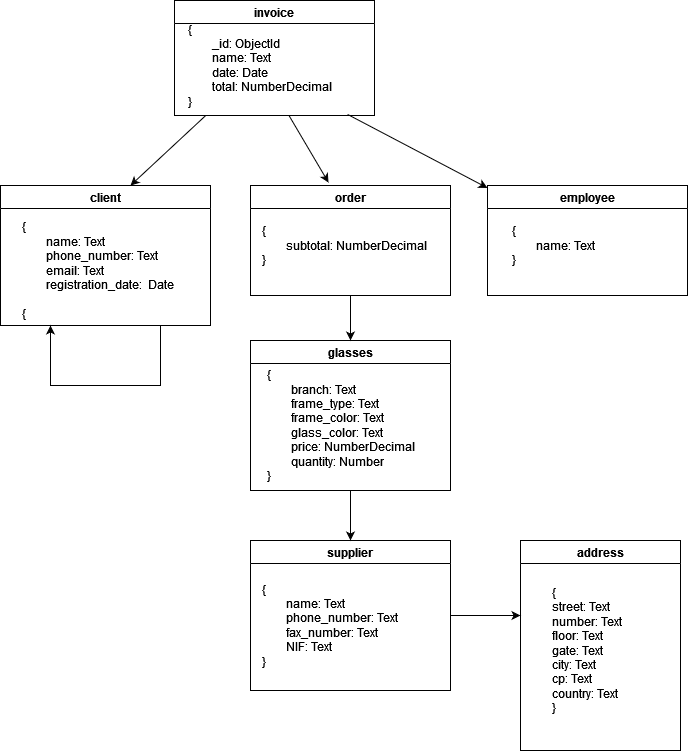 invoice
{
_id: ObjectId
name: Text
date: Date
total: NumberDecimal
}
client
{
name: Text
phone_number: Text
email: Text
registration_date:  Date
{
order
{
subtotal: NumberDecimal
}
employee
{
name: Text
}
glasses
{
branch: Text
frame_type: Text
frame_color: Text
glass_color: Text
price: NumberDecimal
quantity: Number
}
supplier
{
name: Text
phone_number: Text
fax_number: Text
NIF: Text
}
address
{
street: Text
number: Text
floor: Text
gate: Text
city: Text
cp: Text
country: Text
}